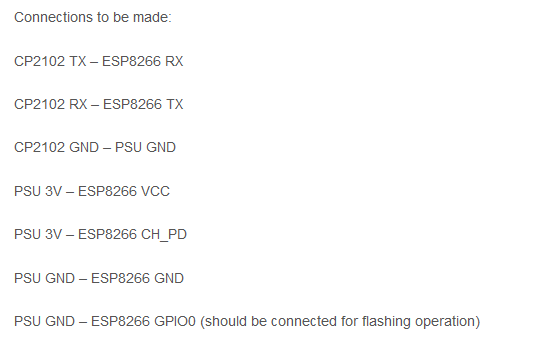 Connections to be made:
CP2102 TX – ESP8266 RX
CP2102 RX – ESP8266 TX
CP2102 GND – PSU GND
PSU 3V – ESP8266 VCC
PSU 3V – ESP8266 CH_PD
PSU GND – ESP8266 GND
PSU GND – ESP8266 GPIO0 (should be connected for flashing operation)